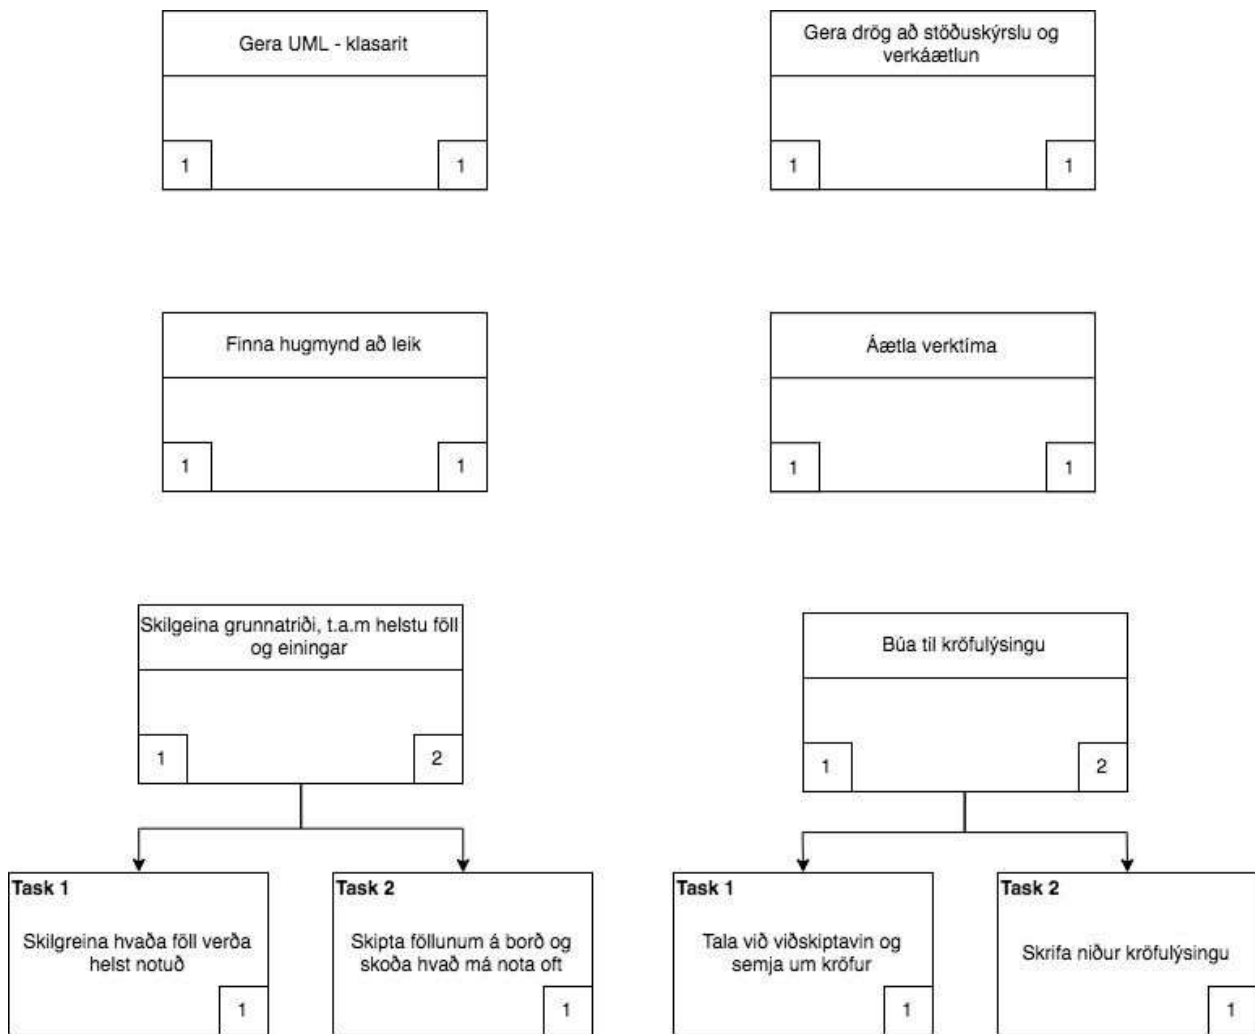 Gera UML - klasarit
1
1
Gera drög að stöðuskýrslu og
verkáætlun
1
1
Finna hugmynd að leik
1
1
Áætla verktíma
1
1
Skilgeina grunnatriði, t.a.m helstu föll
og einingar
1
2
Búa til kröfulýsingu
1
2
Task 1
Skilgreina hvaða föll verða
helst notuð
1
Task 2
Skipta föllunum á borð og
skoða hvað má nota oft
1
Task 1
Tala við viðskiptavin og
semja um kröfur
1
Task 2
Skrifa niður kröfulýsingu
1